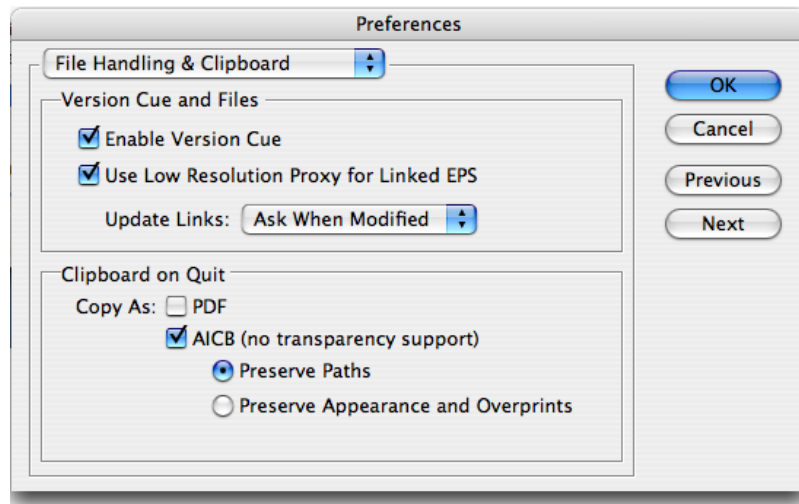 Preferences
File Handling & Clipboard
OK
Version Cue and Files
Enable Version Cue
Cancel
Use Low Resolution Proxy for Linked EPS
Previous
Update Links: Ask When Modified
Next
Clipboard on Quit
Copy As: PDF
AICB (no transparency support)
Preserve Paths
Preserve Appearance and Overprints